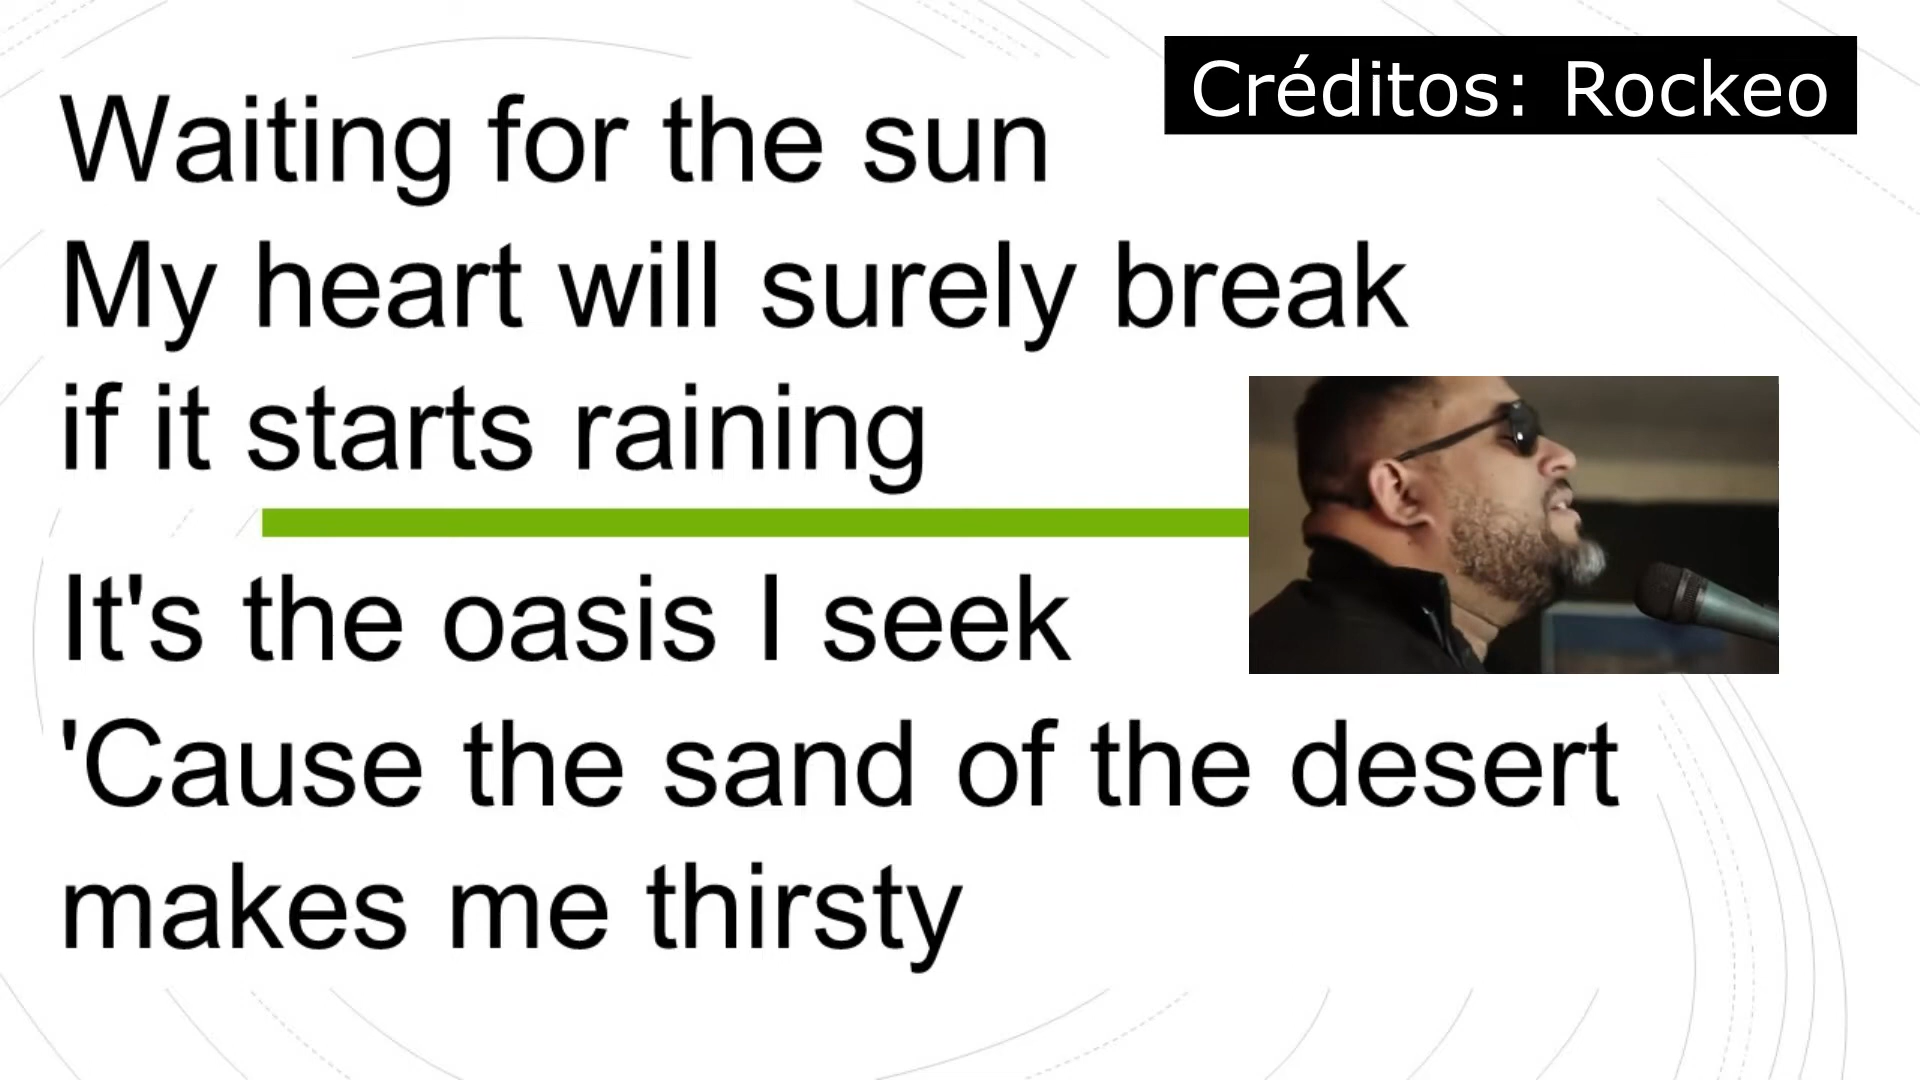 Créditos: Rockeo
Waiting for the sun
My heart will surely break
if it starts raining
It's the oasis I seek
'Cause the sand of the desert
makes me thirsty